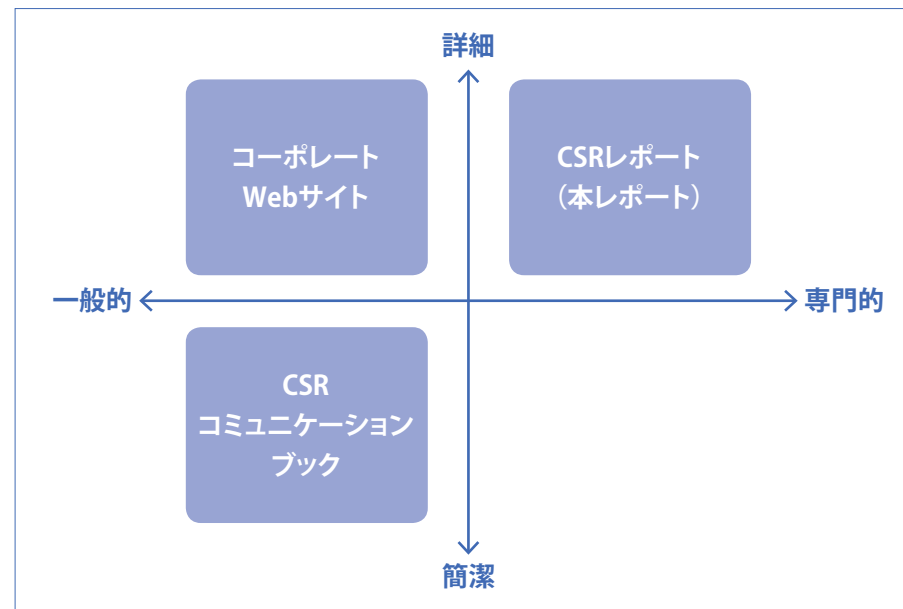 詳細
コーポレート
Webサイト
CSRレポート
（本レポート）
一般的
専門的
CSR
コミュニケーション
ブック
簡潔